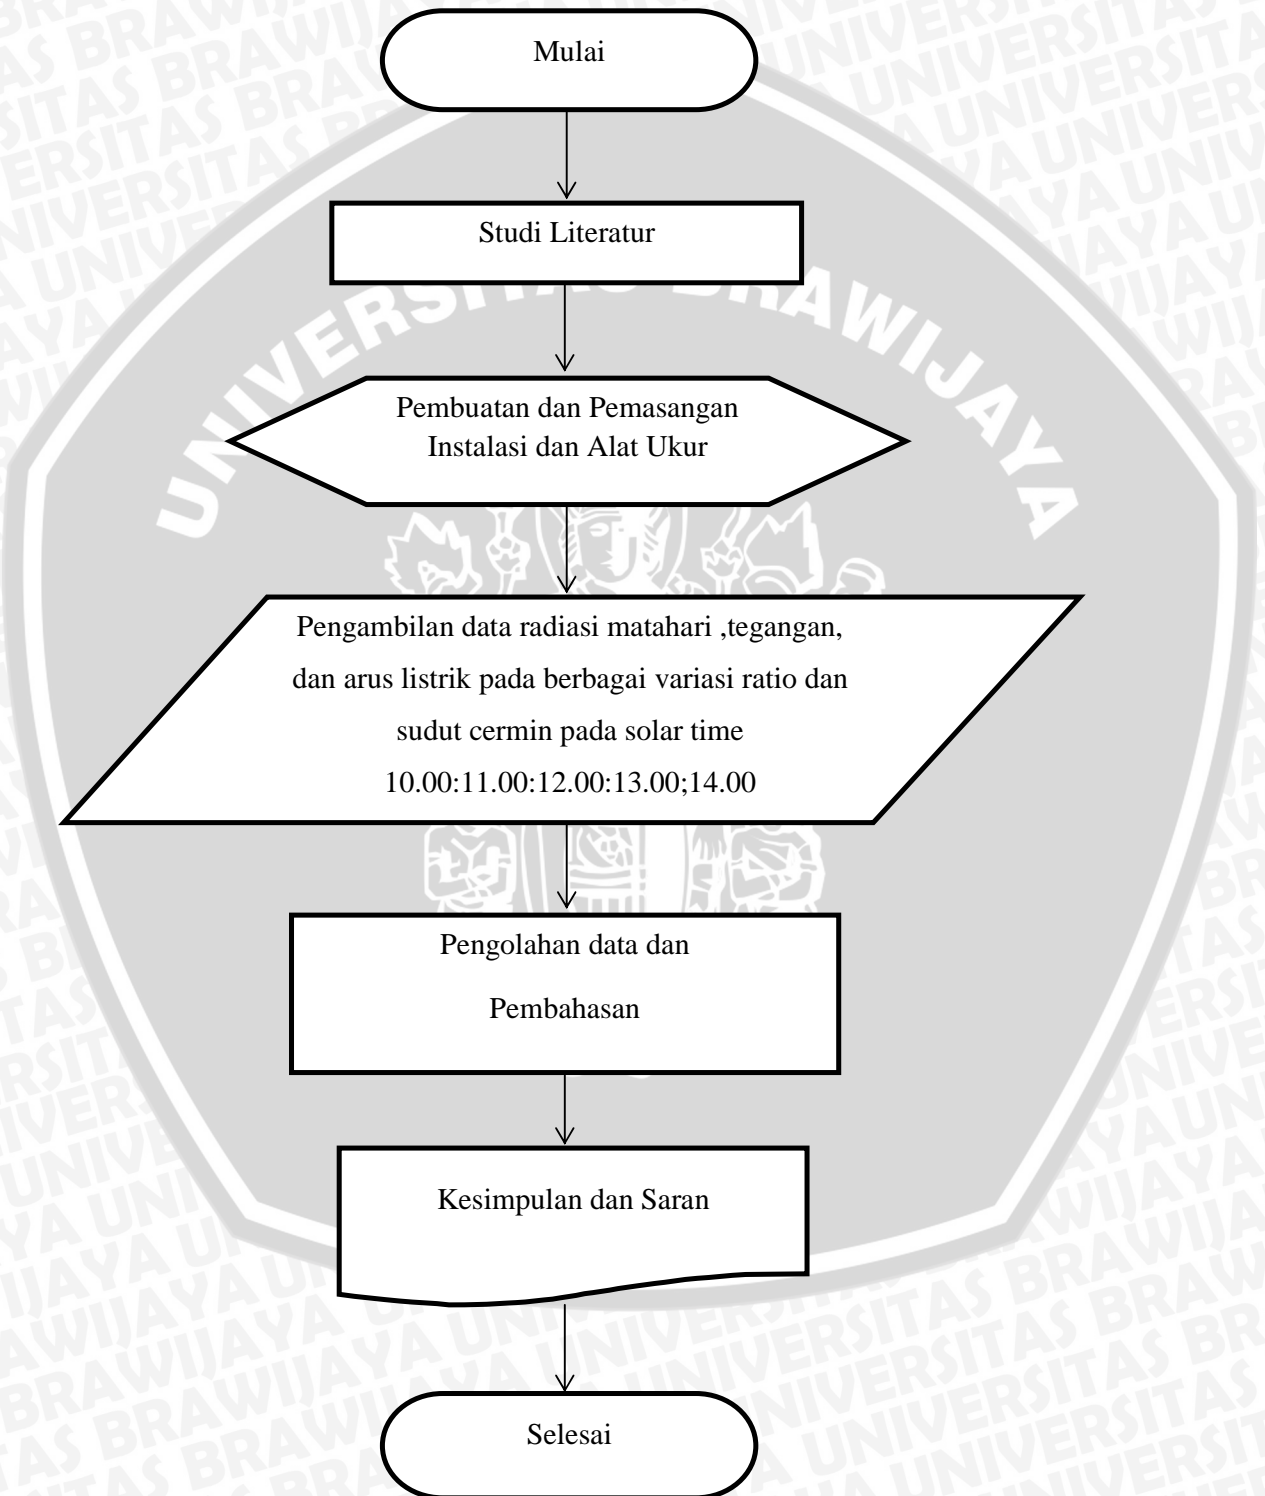 Mulai
Studi Literatur
UNIVERSITAS BRAWIJAYA
Pembuatan dan Pemasangan
Instalasi dan Alat Ukur
Pengambilan data radiasi matahari ,tegangan,
dan arus listrik pada berbagai variasi ratio dan
sudut cermin pada solar time
10.00:11.00:12.00:13.00;14.00
Pengolahan data dan
Pembahasan
Kesimpulan dan Saran
Selesai